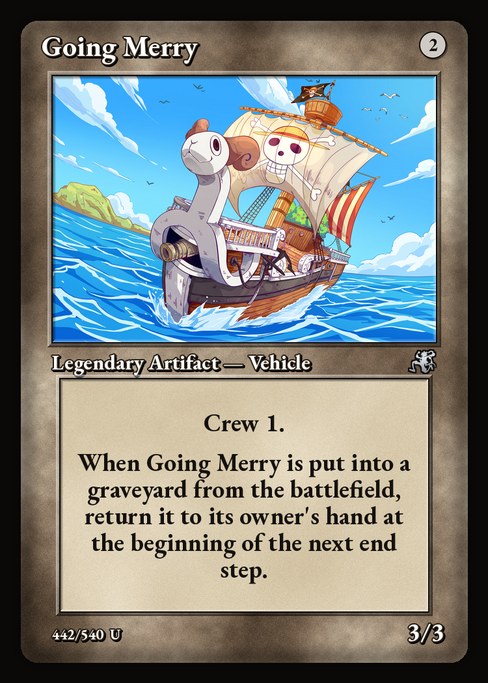 Going Merry
2
Legendary Artifact — Vehicle
Crew 1.
When Going Merry is put into a
graveyard from the battlefield,
return it to its owner's hand at
the beginning of the next end
step.
442/540 U
3/3